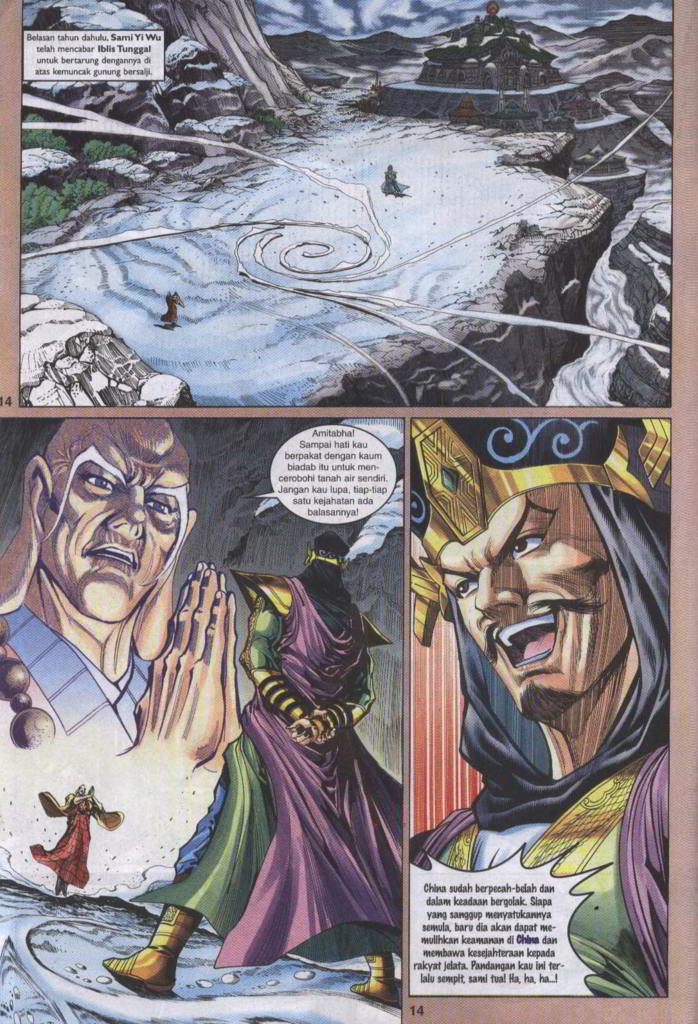 Belasan tahun dahulu, Sami Yi Wu
telah mencabar Iblis Tunggal
untuk bertarung dengannya di
atas kemuncak gunung bersalji.
14
Amitabha!
Sampai hati kau
berpakat dengan kaum
biadab itu untuk men-
cerobohi tanah air sendiri.
Jangan kau lupa, tiap-tiap
satu kejahatan ada
balasannya!
China sudah berpecah-belah dan
dalam keadaan bergolak. Siapa
yang sanggup menyatukannya
semula, baru dia akan dapat me-
mulihkan keamanan di China dan
membawa kesejahteraan kepada
rakyat jelata. Pandangan kau ini ter-
lalu sempit, sami tua! Ha, ha, ha...!
14